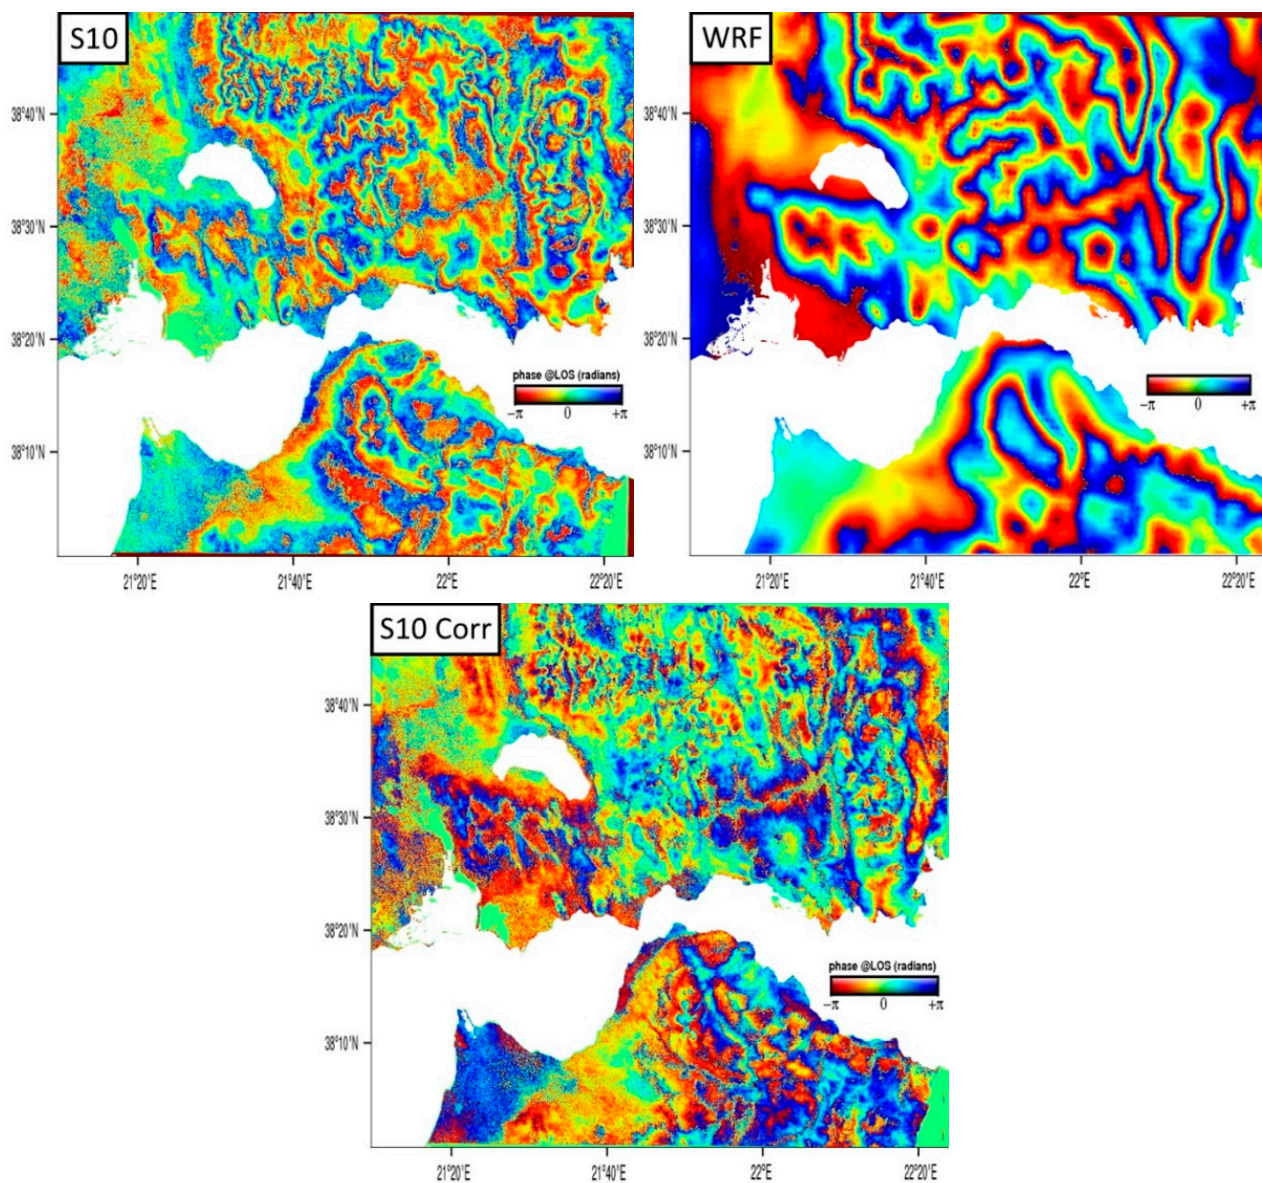 S10
38°40'N
38°30'N
38°20'N
38°10'N
phase @LOS (radians)
−π 0 +π
21°20'E 21°40'E 22°E 22°20'E
WRF
38°40'N
38°30'N
38°20'N
38°10'N
−π 0 +π
21°20'E 21°40'E 22°E 22°20'E
S10 Corr
38°40'N
38°30'N
38°20'N
38°10'N
phase @LOS (radians)
−π 0 +π
21°20'E 21°40'E 22°E 22°20'E